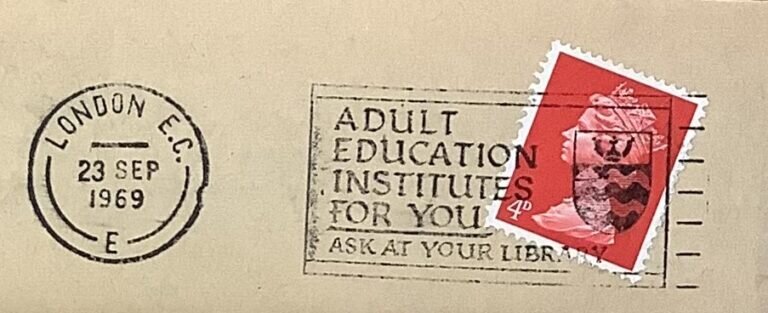 LONDON E.C.
23 SEP
1969
E
ADULT
EDUCATION
INSTITUTES
FOR YOU
ASK AT YOUR LIBRARY
4D